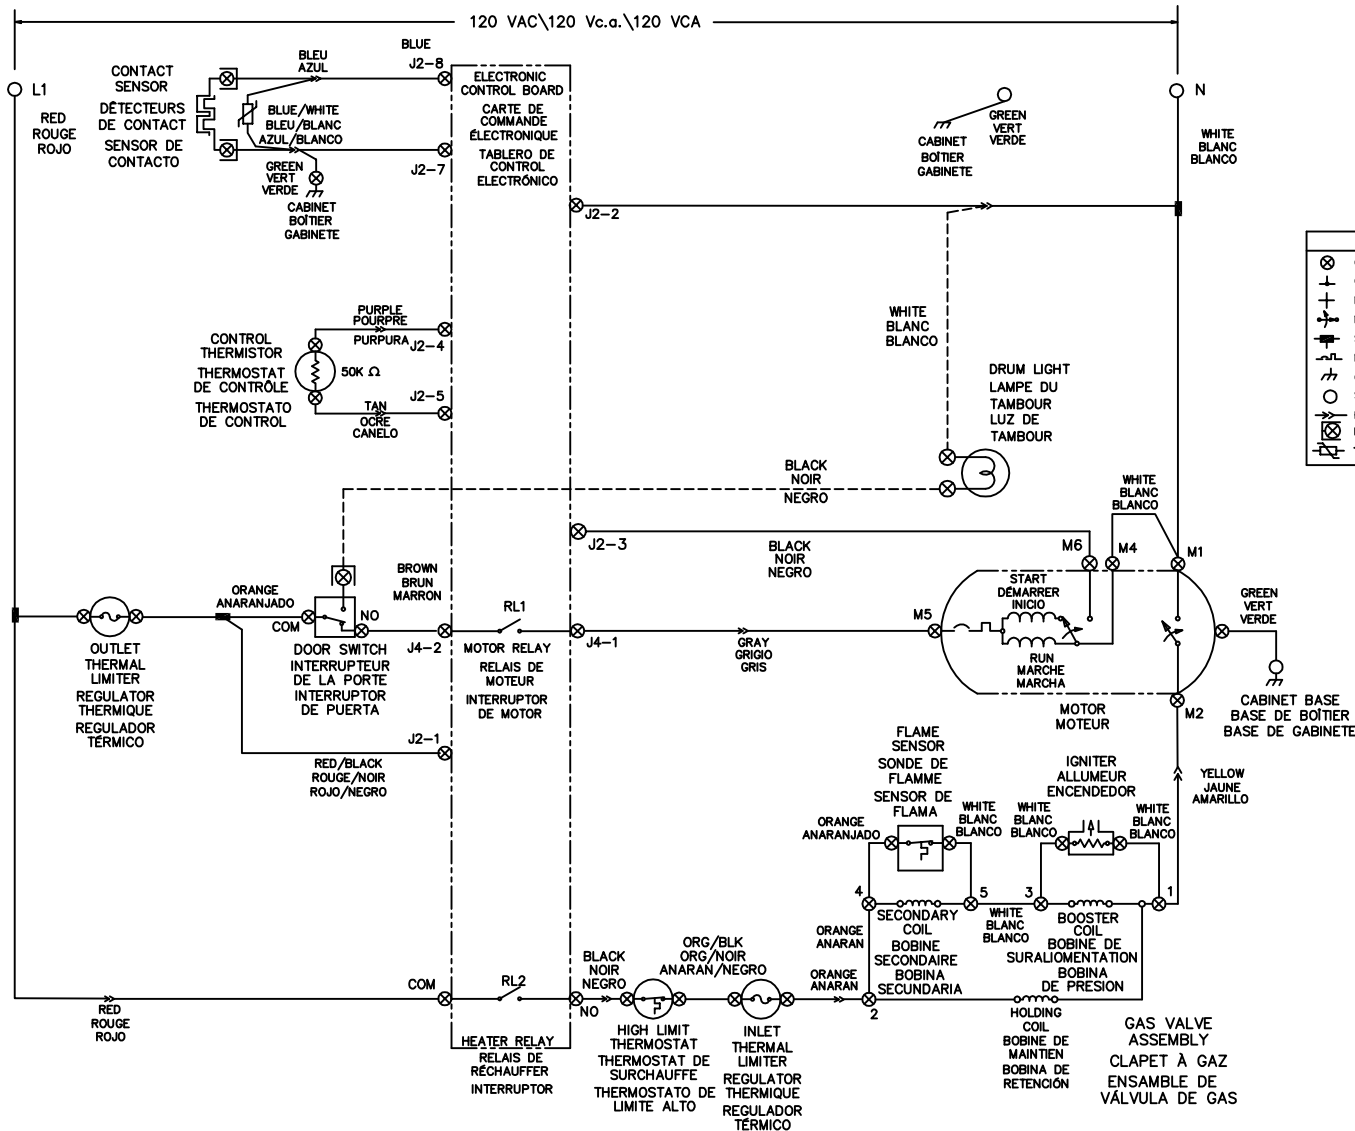 120 VAC\120 Vc.a.\120 VCA
L1
RED
ROUGE
ROJO
CONTACT
SENSOR
DÉTECTEURS
DE CONTACT
SENSOR DE
CONTACTO
BLEU
AZUL
BLUE
J2-8
BLUE/WHITE
BLEU/BLANC
AZUL/BLANCO
J2-7
GREEN
VERT
VERDE
CABINET
BOÎTIER
GABINETE
ELECTRONIC
CONTROL BOARD
CARTE DE
COMMANDE
ÉLECTRONIQUE
TABLERO DE
CONTROL
ELECTRÓNICO
J2-2
CABINET
BOÎTIER
GABINETE
GREEN
VERT
VERDE
N
WHITE
BLANC
BLANCO
CONTROL
THERMISTOR
THERMOSTAT
DE CONTRÔLE
THERMOSTATO
DE CONTROL
PURPLE
POURPRE
PURPURA
J2-4
50K Ω
J2-5
TAN
OCRE
CANELO
WHITE
BLANC
BLANCO
DRUM LIGHT
LAMPE DU
TAMBOUR
LUZ DE
TAMBOUR
BLACK
NOIR
NEGRO
J2-3
BLACK
NOIR
NEGRO
WHITE
BLANC
BLANCO
M6
M4
M1
ORANGE
ANARANJADO
COM
NO
BROWN
BRUN
MARRON
J4-2
OUTLET
THERMAL
LIMITER
REGULATOR
THERMIQUE
REGULADOR
TÉRMICO
DOOR SWITCH
INTERRUPTEUR
DE LA PORTE
INTERRUPTOR
DE PUERTA
RL1
MOTOR RELAY
RELAIS DE
MOTEUR
INTERRUPTOR
DE MOTOR
J4-1
GRAY
GRIGIO
GRIS
M5
START
DÉMARRER
INICIO
RUN
MARCHE
MARCHA
MOTOR
MOTEUR
M2
GREEN
VERT
VERDE
CABINET BASE
BASE DE BOÎTIER
BASE DE GABINETE
J2-1
RED/BLACK
ROUGE/NOIR
ROJO/NEGRO
FLAME
SENSOR
SONDE DE
FLAMME
SENSOR DE
FLAMA
ORANGE
ANARANJADO
WHITE
BLANC
BLANCO
IGNITER
ALLUMEUR
ENCENDEDOR
WHITE
BLANC
BLANCO
WHITE
BLANC
BLANCO
YELLOW
JAUNE
AMARILLO
4
5
3
1
ORANGE
ANARAN
SECONDARY
COIL
BOBINE
SECONDAIRE
BOBINA
SECUNDARIA
WHITE
BLANC
BLANCO
BOOSTER
COIL
BOBINE DE
SURALIOMENTATION
BOBINA
DE PRESION
RED
ROUGE
ROJO
COM
RL2
HEATER RELAY
RELAIS DE
RÉCHAUFFER
INTERRUPTOR
BLACK
NOIR
NEGRO
NO
HIGH LIMIT
THERMOSTAT
THERMOSTAT DE
SURCHAUFFE
THERMOSTATO DE
LIMITE ALTO
ORG/BLK
ORG/NOIR
ANARAN/NEGRO
INLET
THERMAL
LIMITER
REGULATOR
THERMIQUE
REGULADOR
TÉRMICO
ORANGE
ANARAN
2
HOLDING
COIL
BOBINE DE
MAINTIEN
BOBINA DE
RETENCIÓN
GAS VALVE
ASSEMBLY
CLAPET À GAZ
ENSAMBLE DE
VÁLVULA DE GAS